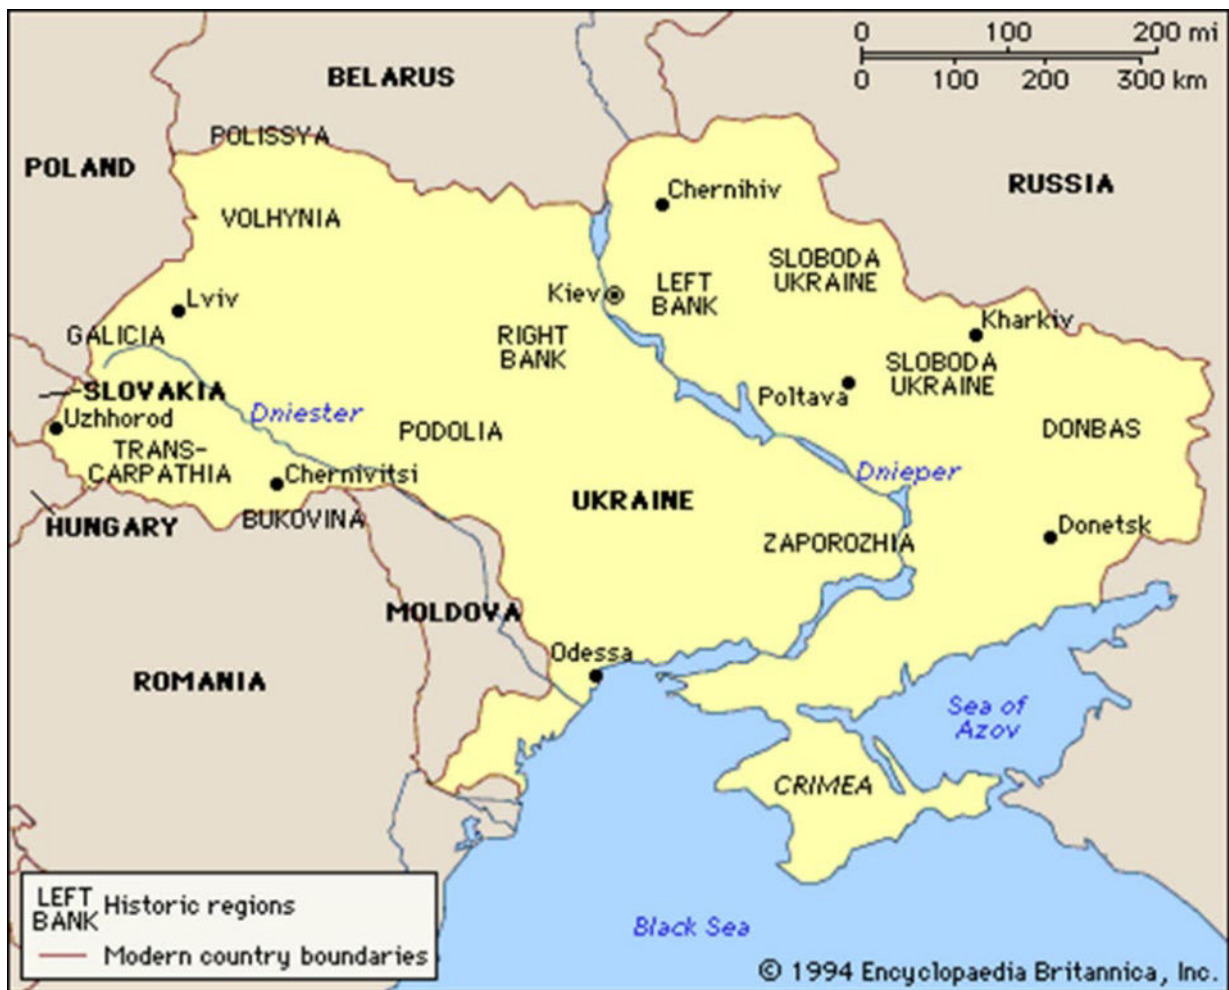 0 100 200 mi
0 100 200 300 km
BELARUS
POLISSYA
POLAND
RUSSIA
Chernihiv
VOLHYNIA
SLOBODA
UKRAINE
LEFT
BANK
Kiev
Lviv
Kharkiv
GALICIA
RIGHT
BANK
SLOBODA
UKRAINE
SLOVAKIA
Poltava
Uzhhorod
Dniester
PODOLIA
DONBAS
TRANS-
CARPATHIA
Chernivitsi
Dnieper
UKRAINE
HUNGARY
BUKOVINA
Donetsk
ZAPOROZHIA
MOLDOVA
Odessa
ROMANIA
Sea of
Azov
CRIMEA
LEFT
BANK
Historic regions
Modern country boundaries
Black Sea
© 1994 Encyclopaedia Britannica, Inc.